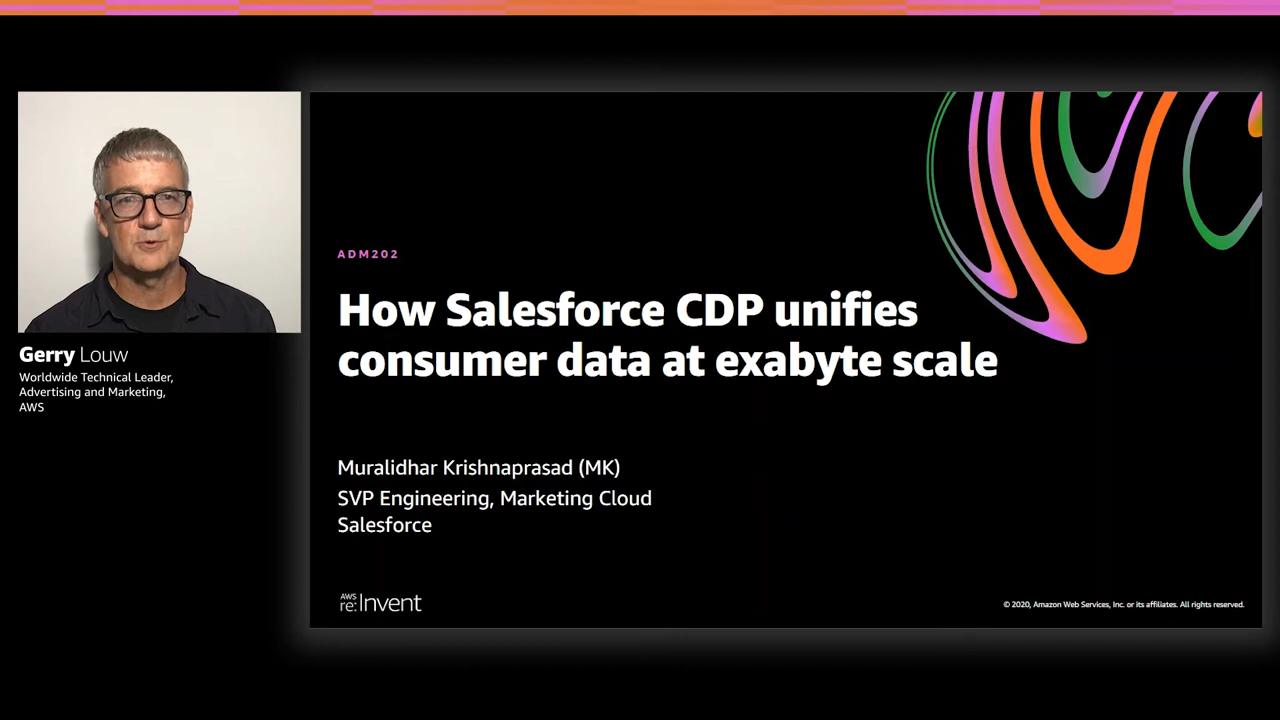 Gerry Louw
Worldwide Technical Leader,
Advertising and Marketing,
AWS
ADM202
How Salesforce CDP unifies
consumer data at exabyte scale
Muralidhar Krishnaprasad (MK)
SVP Engineering, Marketing Cloud
Salesforce
AWS
re:Invent
© 2020, Amazon Web Services, Inc. or its affiliates. All rights reserved.